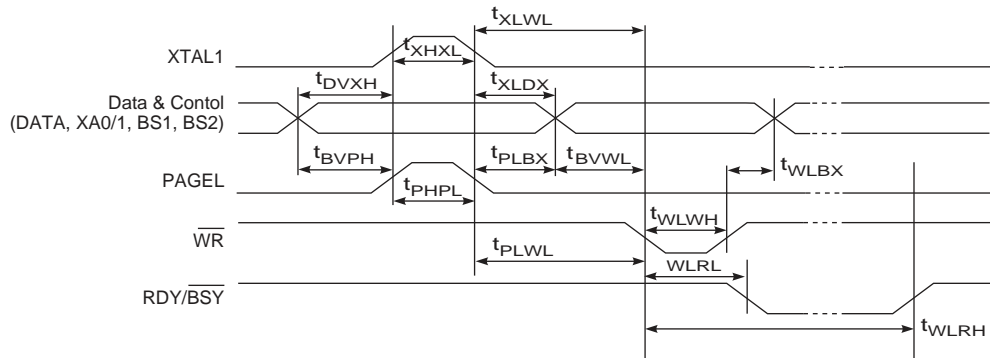 tXLWL
XTAL1
tXHXL
tDVXH
tXLDX
Data & Contol
(DATA, XA0/1, BS1, BS2)
tBVPH
tPLBX
tBVWL
tWLBX
PAGEL
tPHPL
tWLWH
WR
tPLWL
WLRL
RDY/BSY
tWLRH